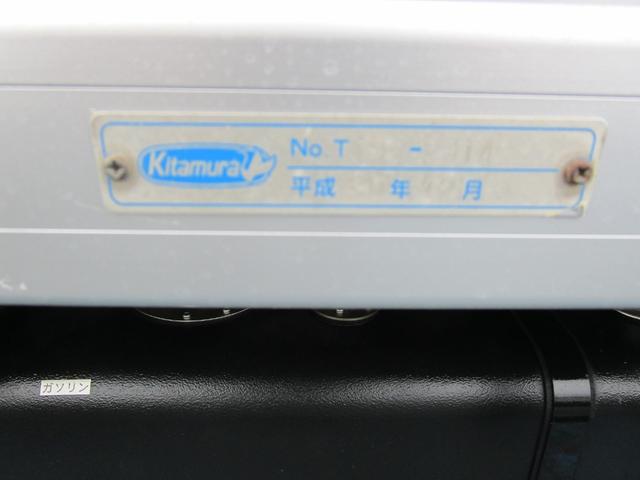 Kitamura
No. T -
平成 年 月
ガソリン